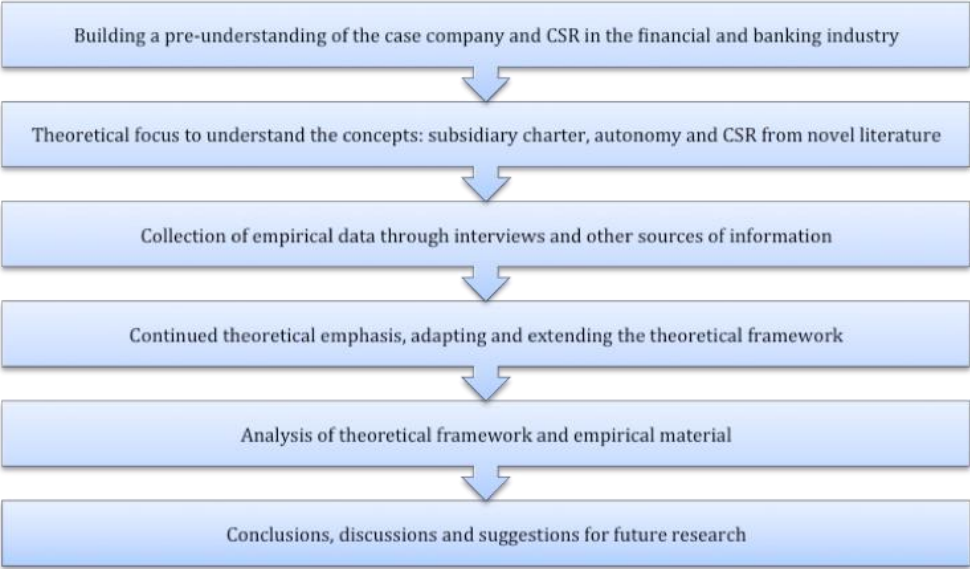 Building a pre-understanding of the case company and CSR in the financial and banking industry
Theoretical focus to understand the concepts: subsidiary charter, autonomy and CSR from novel literature
Collection of empirical data through interviews and other sources of information
Continued theoretical emphasis, adapting and extending the theoretical framework
Analysis of theoretical framework and empirical material
Conclusions, discussions and suggestions for future research